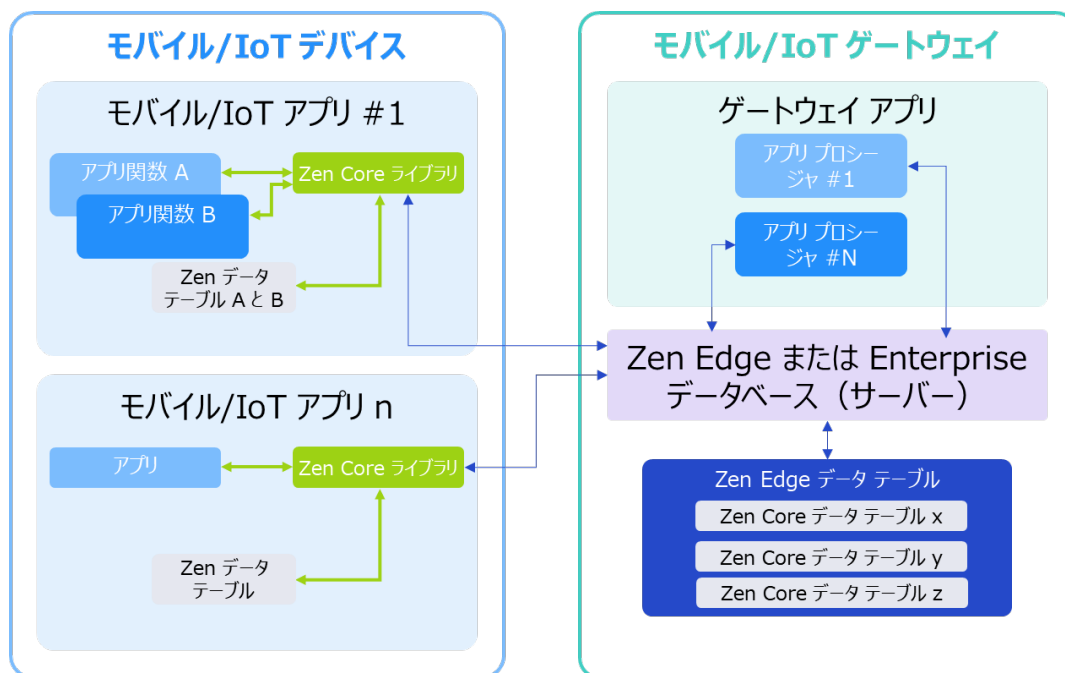 モバイル/IoT デバイス
モバイル/IoT アプリ #1
アプリ関数 A
Zen Core ライブラリ
アプリ関数 B
Zen データ
テーブル A と B
モバイル/IoT アプリ n
アプリ
Zen Core ライブラリ
Zen データ
テーブル
モバイル/IoT ゲートウェイ
ゲートウェイ アプリ
アプリ プロシー
ジャ #1
アプリ プロシー
ジャ #N
Zen Edge または Enterprise
データベース（サーバー）
Zen Edge データ テーブル
Zen Core データ テーブル x
Zen Core データ テーブル y
Zen Core データ テーブル z